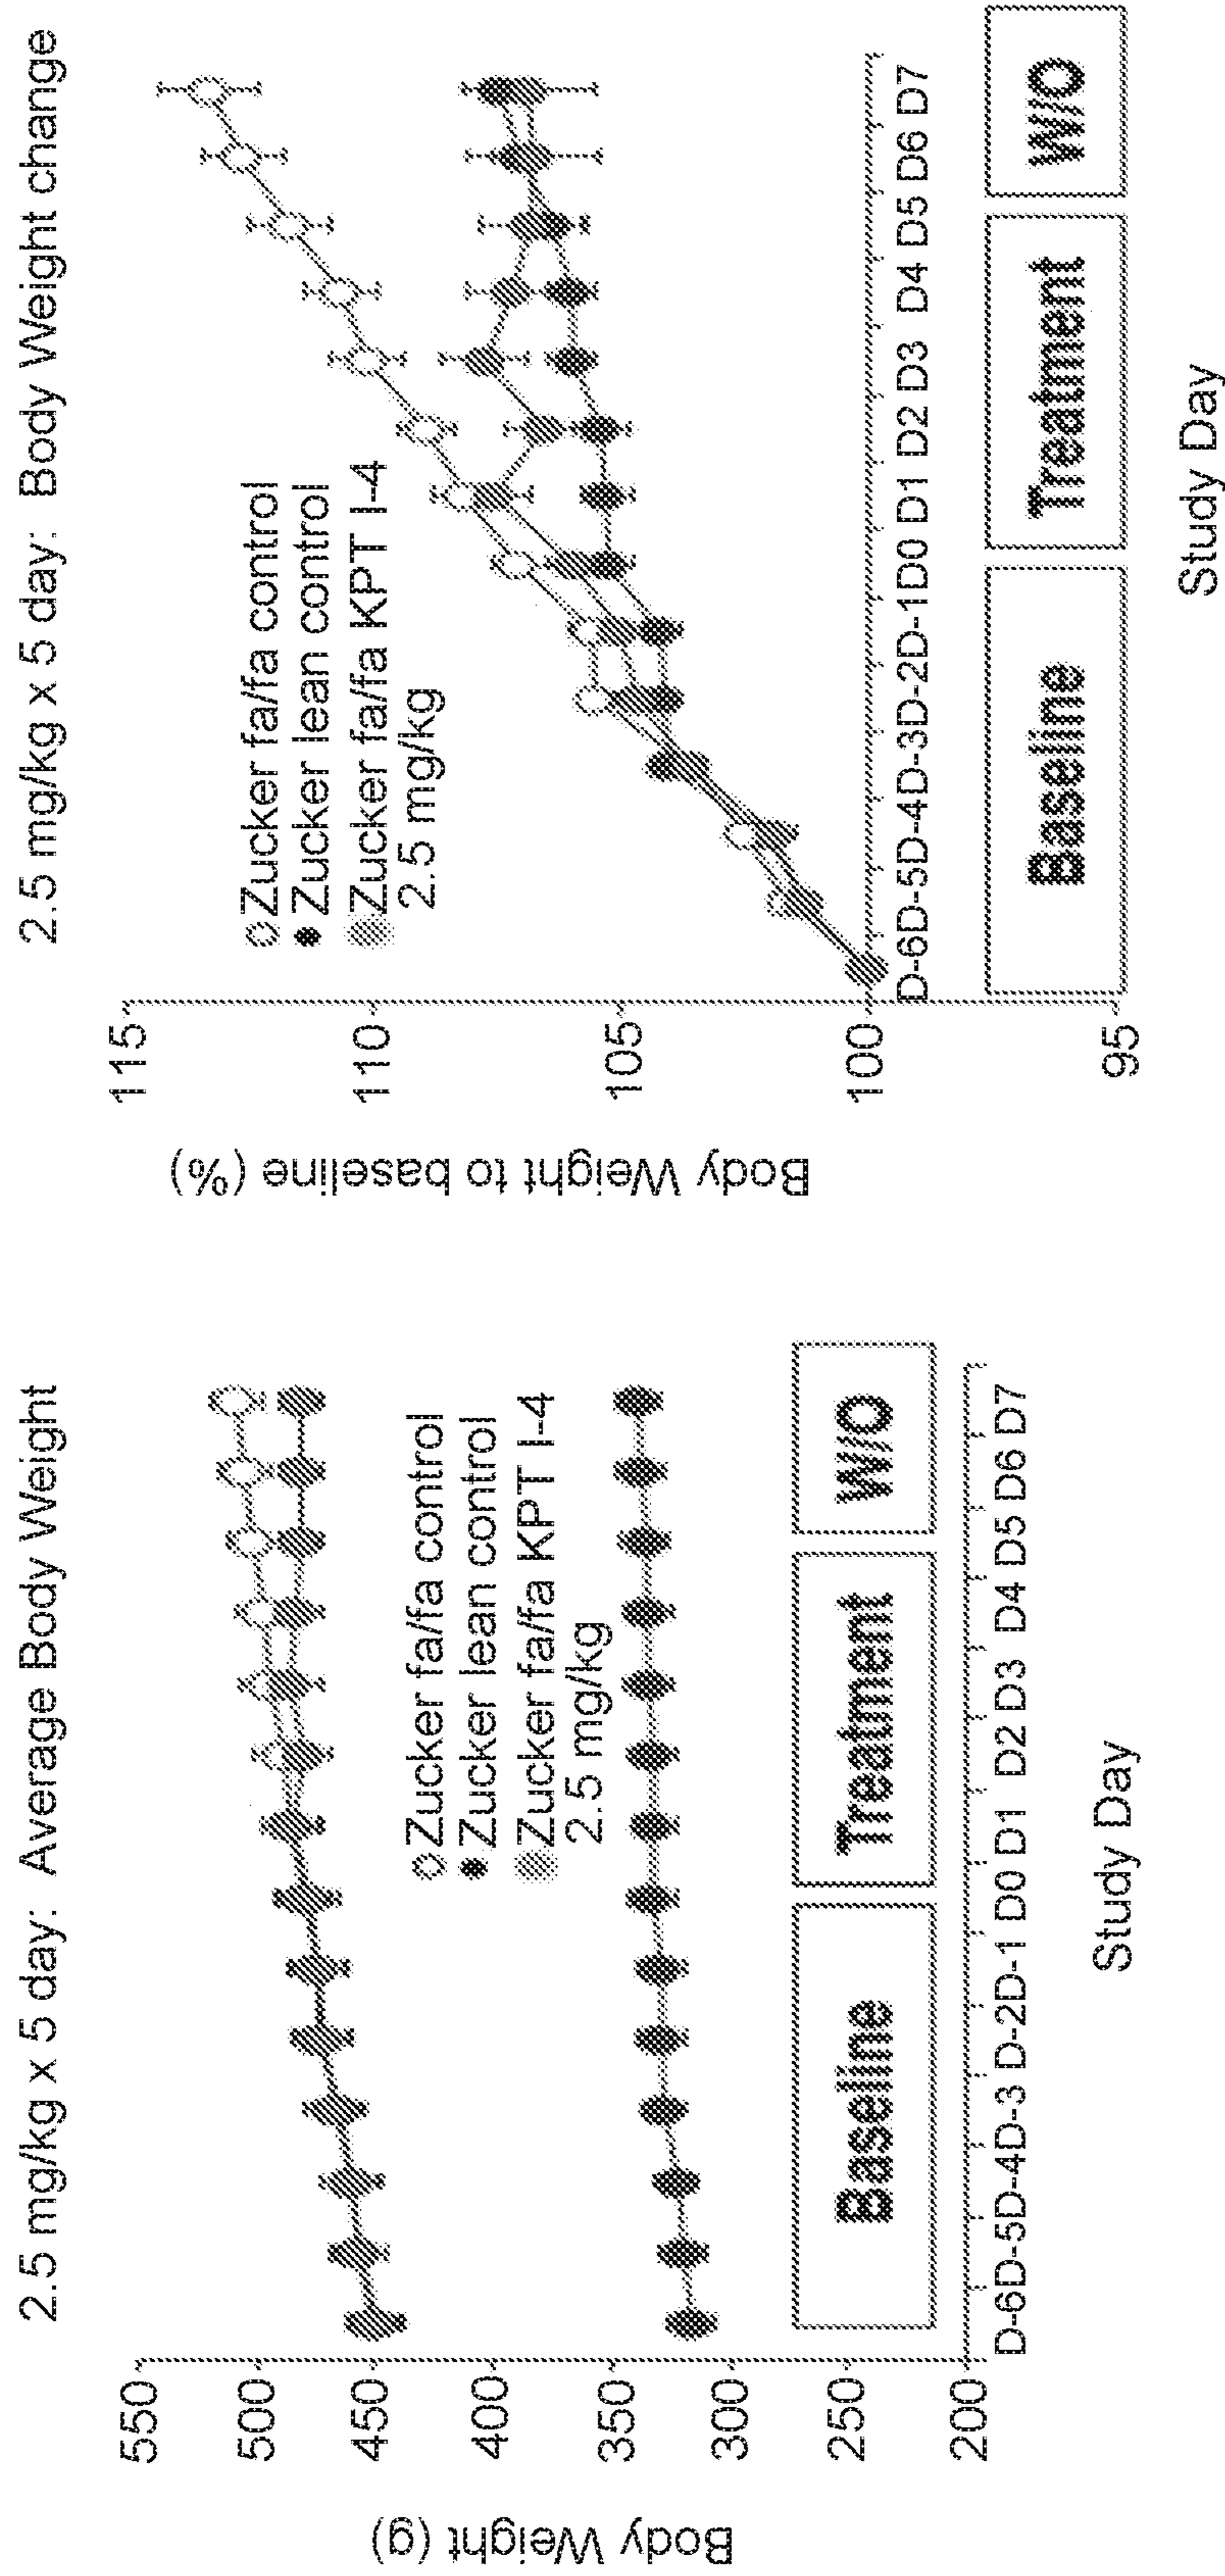 2.5 mg/kg x 5 day: Average Body Weight
550
500
450
400
350
300
250
200
Body Weight (g)
Zucker fa/fa control
Zucker lean control
Zucker fa/fa KPT I-4
2.5 mg/kg
Baseline
Treatment
W/O
D-6D-5D-4D-3 D-2D-1 D0 D1 D2 D3 D4 D5 D6 D7
Study Day
2.5 mg/kg x 5 day: Body Weight change
115
110
105
100
95
Body Weight to baseline (%)
Zucker fa/fa control
Zucker lean control
Zucker fa/fa KPT I-4
2.5 mg/kg
D-6D-5D-4D-3D-2D-1D0 D1 D2 D3 D4 D5 D6 D7
Baseline
Treatment
W/O
Study Day